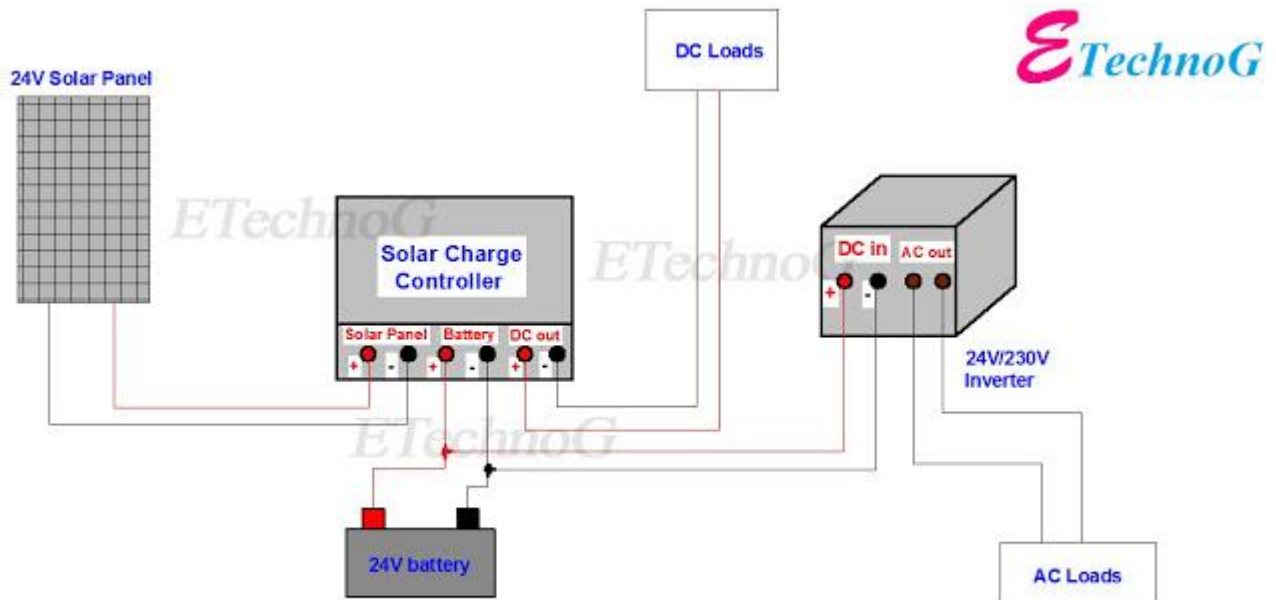 DC Loads
ETechnoG
24V Solar Panel
ETechnoG
ETechnoG
Solar Charge
Controller
DC in AC out
+ -
Solar Panel Battery DC out
+ - + - + -
24V/230V
Inverter
ETechnoG
24V battery
AC Loads